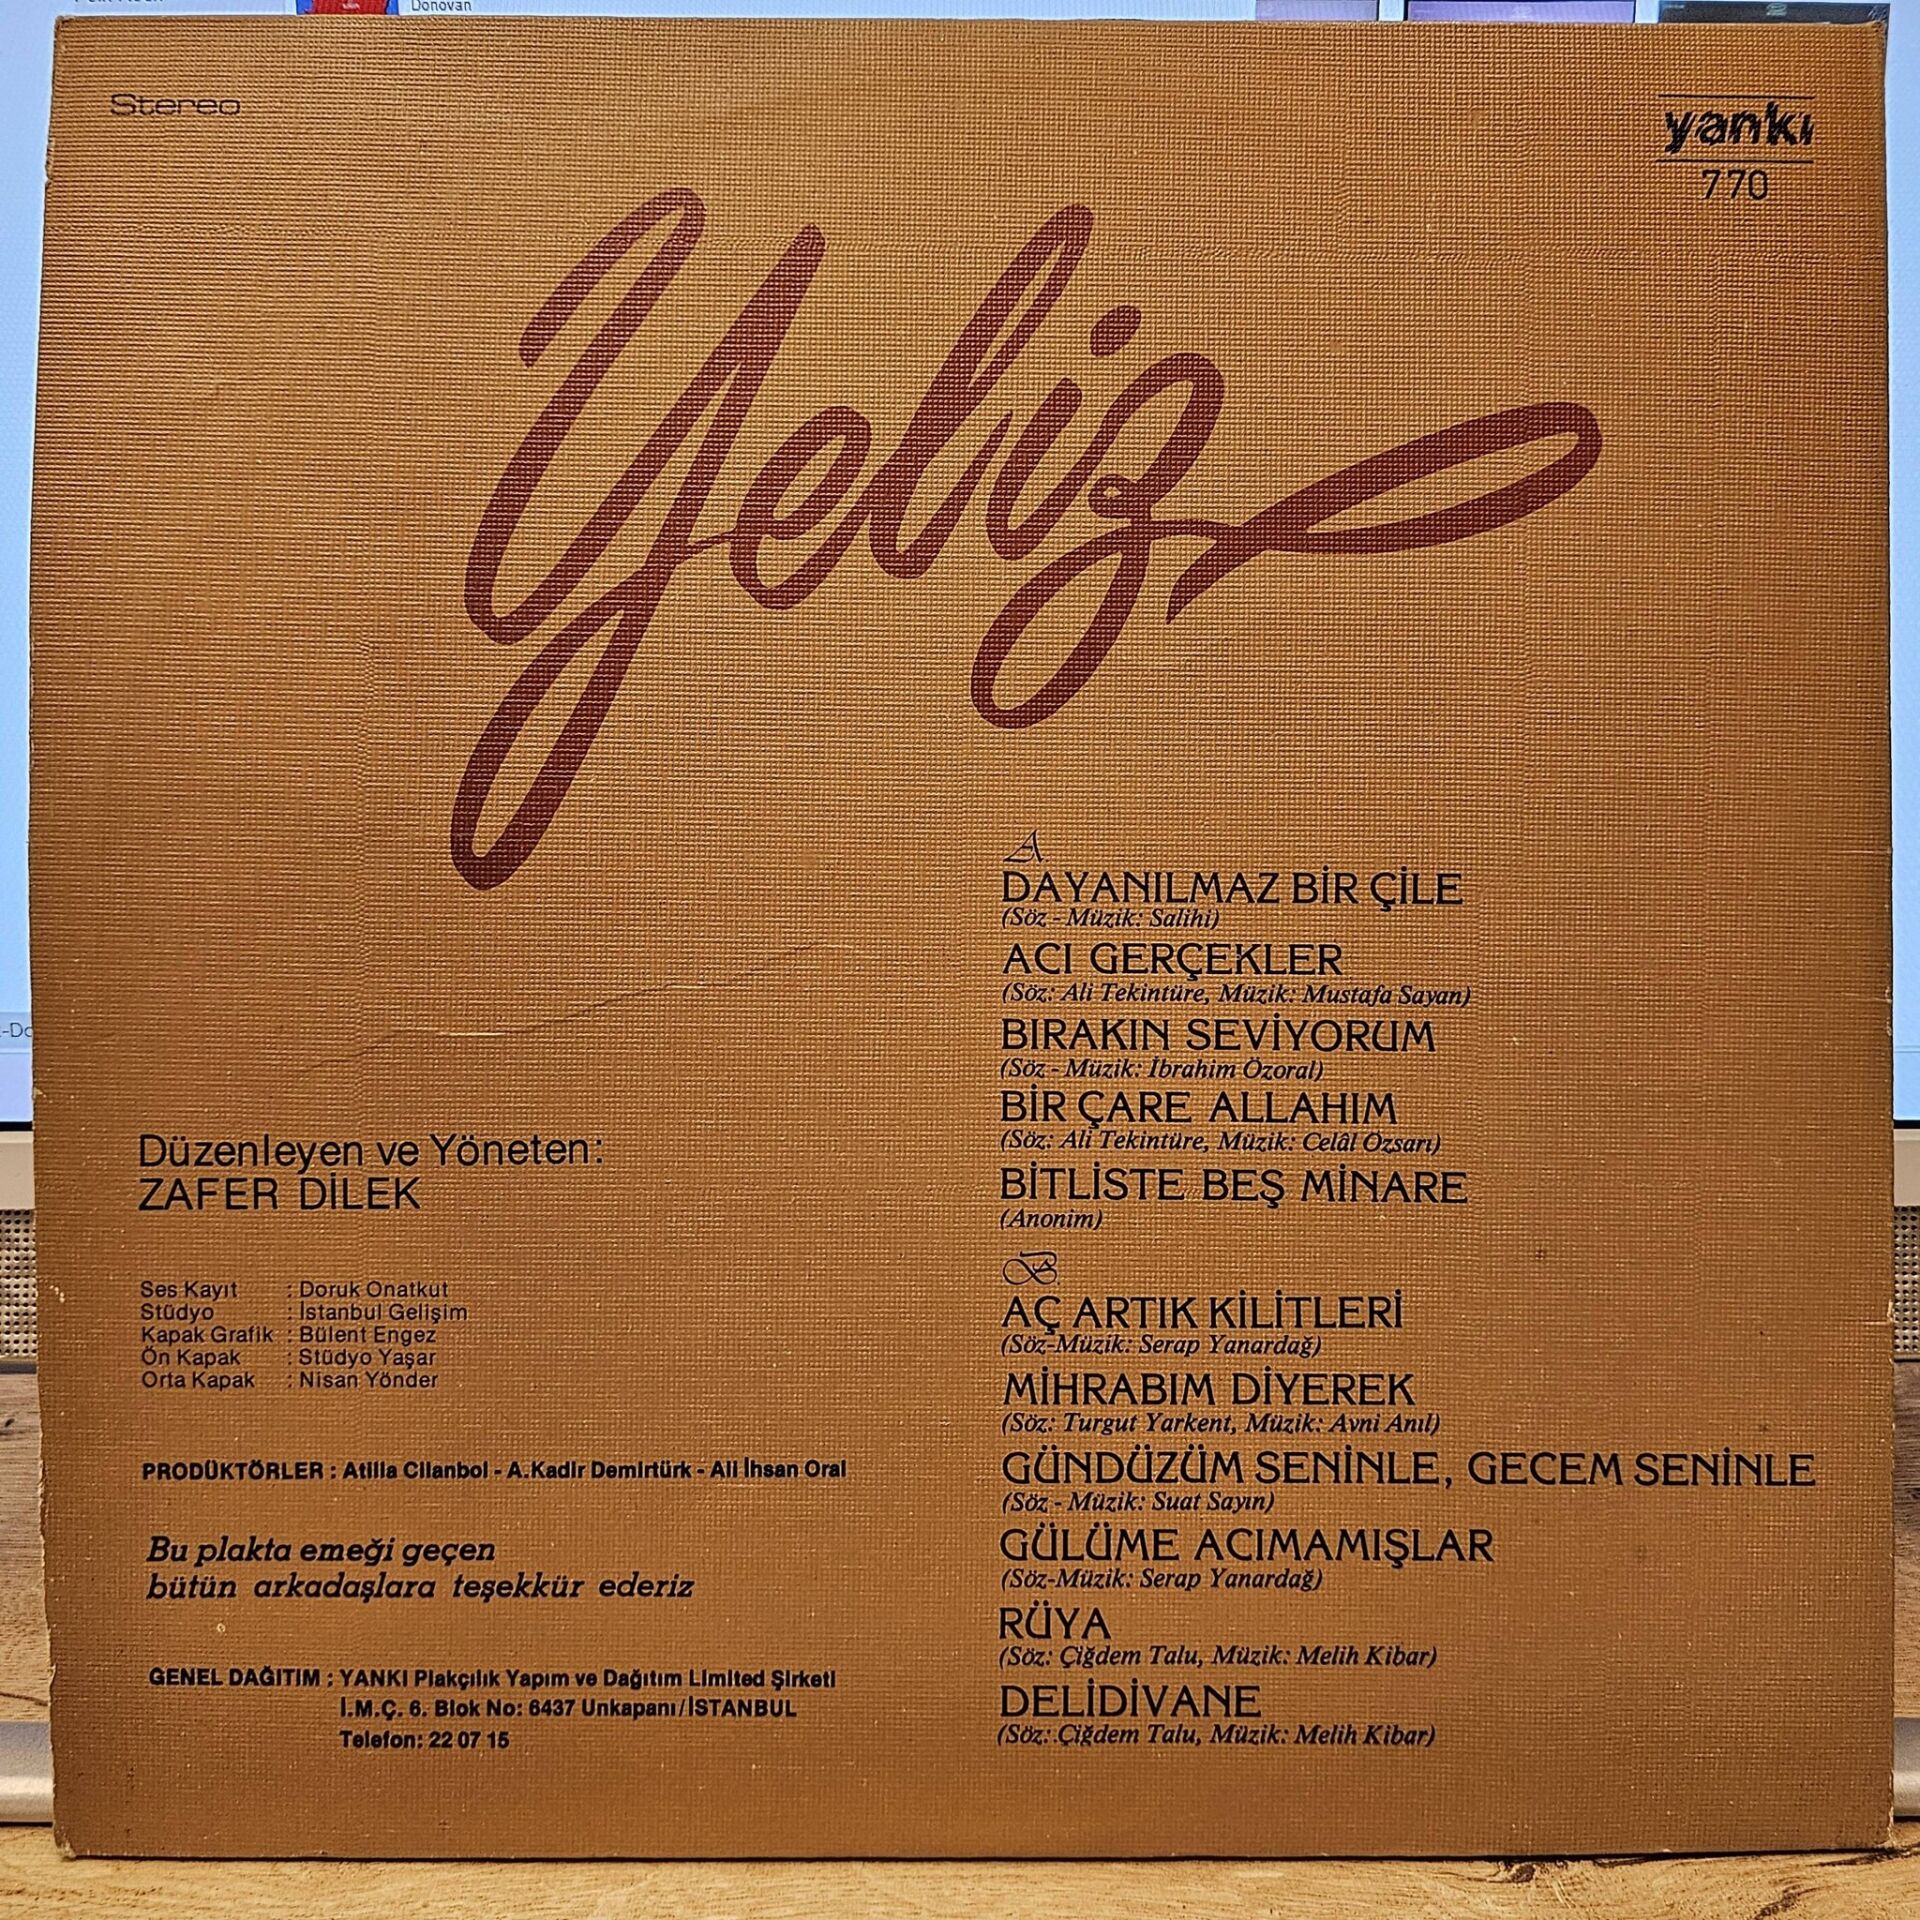 Donovan
Stereo
yankı
770
Yeliz
A
DAYANILMAZ BİR ÇİLE
(Söz - Müzik: Salihi)
ACI GERÇEKLER
(Söz: Ali Tekintüre, Müzik: Mustafa Sayan)
BIRAKIN SEVİYORUM
(Söz - Müzik: İbrahim Özoral)
BİR ÇARE ALLAHIM
(Söz: Ali Tekintüre, Müzik: Celâl Özsarı)
BİTLİSTE BEŞ MİNARE
(Anonim)
B.
AÇ ARTIK KİLİTLERİ
(Söz-Müzik: Serap Yanardağ)
MİHRABIM DİYEREK
(Söz: Turgut Yarkent, Müzik: Avni Anıl)
GÜNDÜZÜM SENİNLE, GECEM SENİNLE
(Söz - Müzik: Suat Sayın)
GÜLÜME ACIMAMIŞLAR
(Söz-Müzik: Serap Yanardağ)
RÜYA
(Söz: Çiğdem Talu, Müzik: Melih Kibar)
DELİDİVANE
(Söz: Çiğdem Talu, Müzik: Melih Kibar)
Düzenleyen ve Yöneten:
ZAFER DİLEK
Ses Kayıt : Doruk Onatkut
Stüdyo : İstanbul Gelişim
Kapak Grafik : Bülent Engez
Ön Kapak : Stüdyo Yaşar
Orta Kapak : Nisan Yönder
PRODÜKTÖRLER : Atilla Cilanbol - A.Kadir Demirtürk - Ali İhsan Oral
Bu plakta emeği geçen
bütün arkadaşlara teşekkür ederiz
GENEL DAĞITIM : YANKI Plakçılık Yapım ve Dağıtım Limited Şirketi
İ.M.Ç. 6. Blok No: 6437 Unkapanı/İSTANBUL
Telefon: 22 07 15